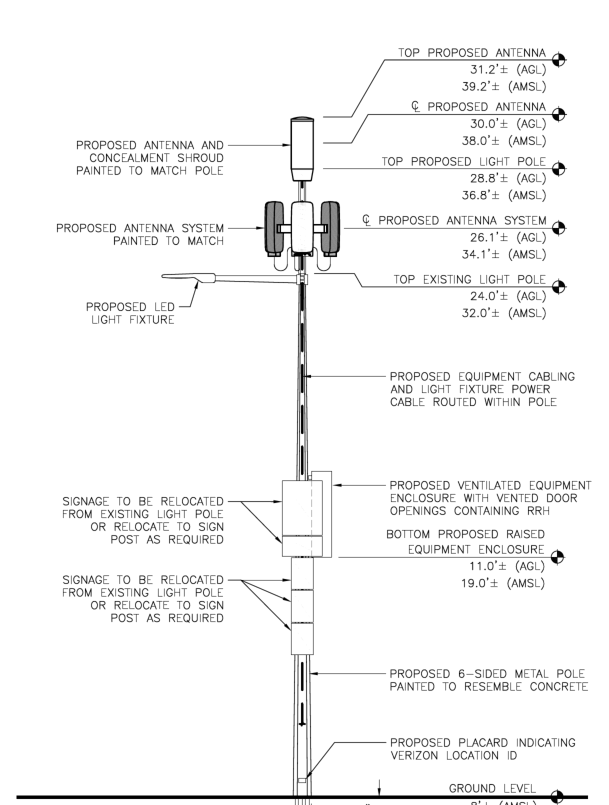 TOP PROPOSED ANTENNA
31.2'± (AGL)
39.2'± (AMSL)
℄ PROPOSED ANTENNA
30.0'± (AGL)
38.0'± (AMSL)
PROPOSED ANTENNA AND
CONCEALMENT SHROUD
PAINTED TO MATCH POLE
TOP PROPOSED LIGHT POLE
28.8'± (AGL)
36.8'± (AMSL)
PROPOSED ANTENNA SYSTEM
PAINTED TO MATCH
℄ PROPOSED ANTENNA SYSTEM
26.1'± (AGL)
34.1'± (AMSL)
TOP EXISTING LIGHT POLE
24.0'± (AGL)
32.0'± (AMSL)
PROPOSED LED
LIGHT FIXTURE
PROPOSED EQUIPMENT CABLING
AND LIGHT FIXTURE POWER
CABLE ROUTED WITHIN POLE
PROPOSED VENTILATED EQUIPMENT
ENCLOSURE WITH VENTED DOOR
OPENINGS CONTAINING RRH
SIGNAGE TO BE RELOCATED
FROM EXISTING LIGHT POLE
OR RELOCATE TO SIGN
POST AS REQUIRED
BOTTOM PROPOSED RAISED
EQUIPMENT ENCLOSURE
11.0'± (AGL)
19.0'± (AMSL)
SIGNAGE TO BE RELOCATED
FROM EXISTING LIGHT POLE
OR RELOCATE TO SIGN
POST AS REQUIRED
PROPOSED 6-SIDED METAL POLE
PAINTED TO RESEMBLE CONCRETE
PROPOSED PLACARD INDICATING
VERIZON LOCATION ID
GROUND LEVEL
8'± (AMSL)